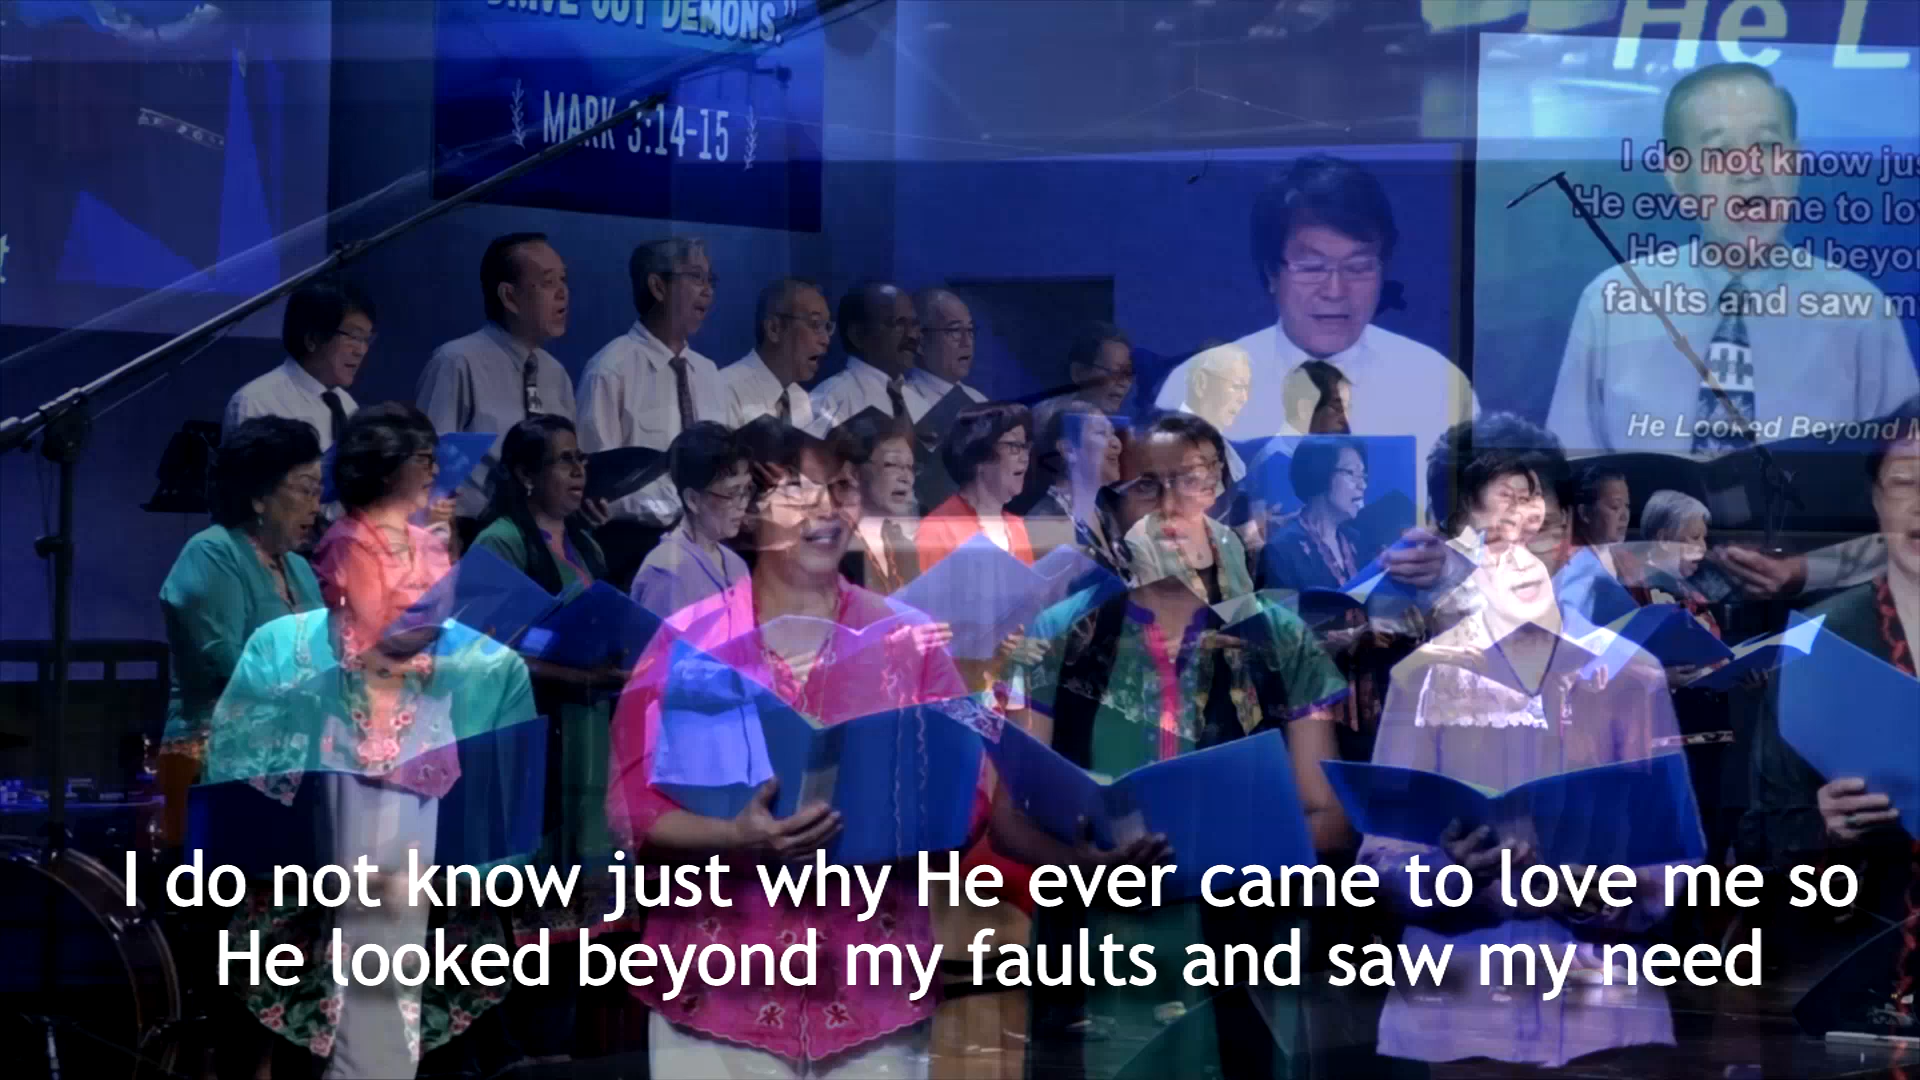 DRIVE OUT DEMONS."
MARK 3:14-15
He L
I do not know jus
He ever came to lo
He looked beyo
faults and saw m
He Looked Beyond M
I do not know just why He ever came to love me so
He looked beyond my faults and saw my need